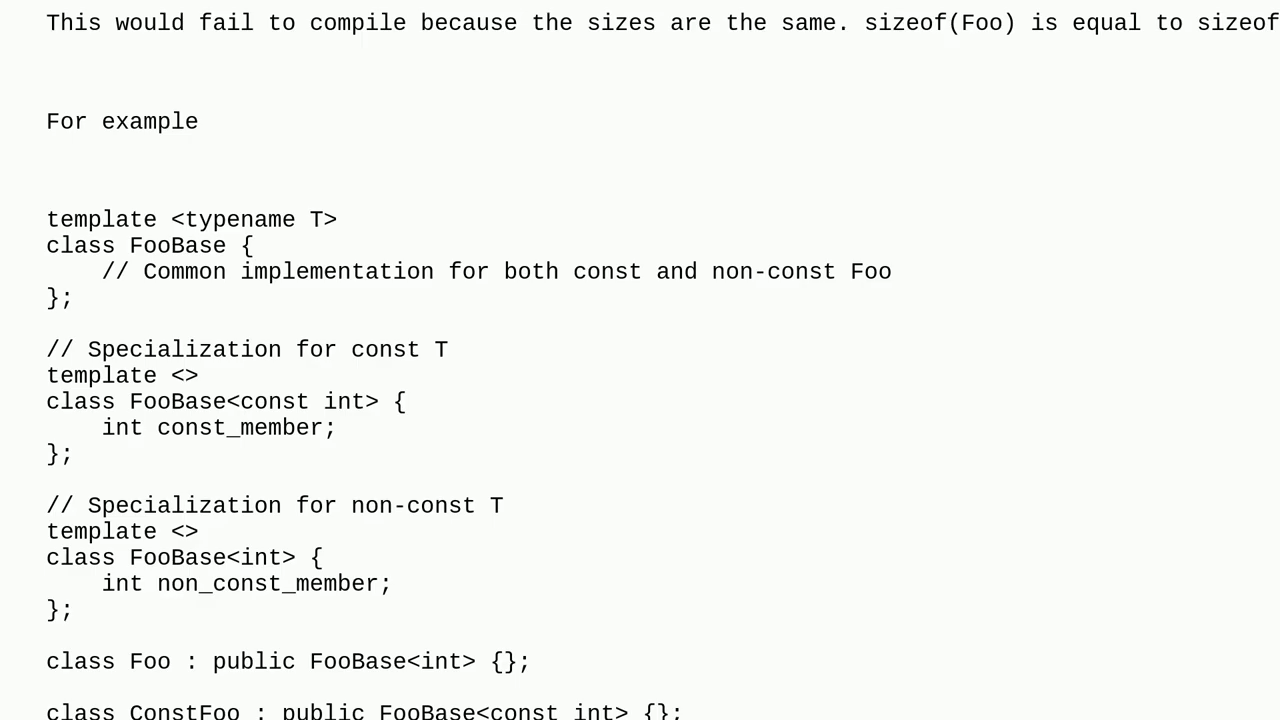 This would fail to compile because the sizes are the same. sizeof(Foo) is equal to sizeof
For example
template <typename T>
class FooBase {
    // Common implementation for both const and non-const Foo
};
// Specialization for const T
template <>
class FooBase<const int> {
    int const_member;
};
// Specialization for non-const T
template <>
class FooBase<int> {
    int non_const_member;
};
class Foo : public FooBase<int> {};
class ConstFoo : public FooBase<const int> {};